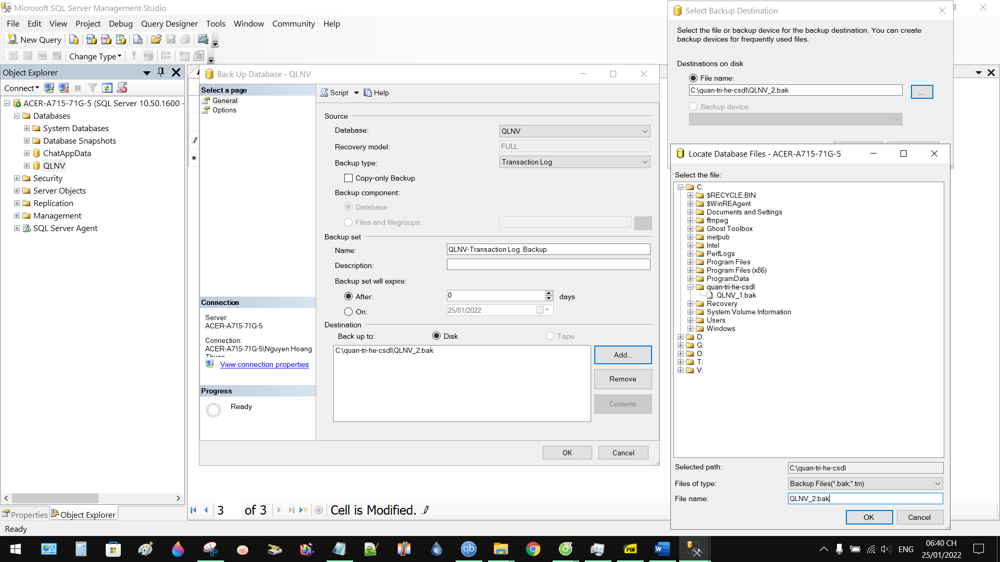 Microsoft SQL Server Management Studio
File Edit View Project Debug Query Designer Tools Window Community Help
New Query
Change Type
Object Explorer
Connect
ACER-A715-71G-5 (SQL Server 10.50.1600 -
Databases
System Databases
Database Snapshots
ChatAppData
QLNV
Security
Server Objects
Replication
Management
SQL Server Agent
Properties
Object Explorer
Ready
Back Up Database - QLNV
Select a page
General
Options
Connection
Server:
ACER-A715-71G-5
Connection:
ACER-A715-71G-5\Nguyen Hoang
View connection properties
Progress
Ready
Script
Help
Source
Database:
QLNV
Recovery model:
FULL
Backup type:
Transaction Log
Copy-only Backup
Backup component:
Database
Files and filegroups:
...
Backup set
Name:
QLNV-Transaction Log Backup
Description:
Backup set will expire:
After:
0
days
On:
25/01/2022
Destination
Back up to:
Disk
Tape
C:\quan-tri-he-csdl\QLNV_2.bak
Add...
Remove
Contents
OK
Cancel
3 of 3
Cell is Modified.
Select Backup Destination
Select the file or backup device for the backup destination. You can create
backup devices for frequently used files.
Destinations on disk
File name:
C:\quan-tri-he-csdl\QLNV_2.bak
...
Backup device:
Locate Database Files - ACER-A715-71G-5
Select the file:
C:
$RECYCLE.BIN
$WinREAgent
Documents and Settings
ffmpeg
Ghost Toolbox
inetpub
Intel
PerfLogs
Program Files
Program Files (x86)
ProgramData
quan-tri-he-csdl
QLNV_1.bak
Recovery
System Volume Information
Users
Windows
D:
G:
O:
T:
V:
Selected path:
C:\quan-tri-he-csdl
Files of type:
Backup Files(*.bak;*.trn)
File name:
QLNV_2.bak
OK
Cancel
qb
PDF
ENG
06:40 CH
25/01/2022